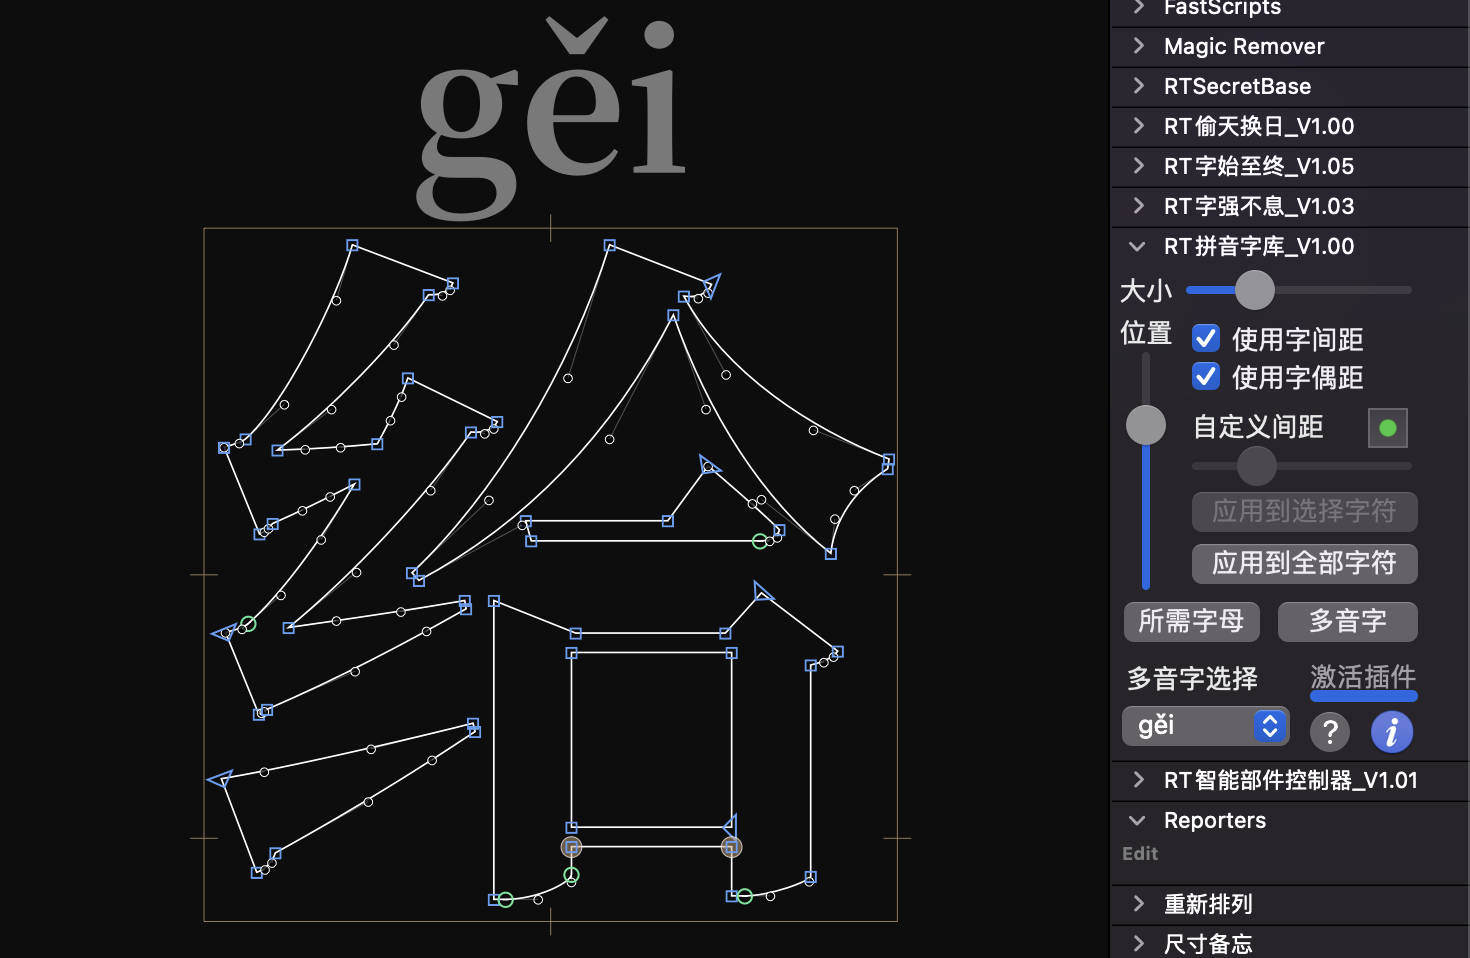 gěi
给
FastScripts
Magic Remover
RTSecretBase
RT偷天换日_V1.00
RT字始至终_V1.05
RT字强不息_V1.03
RT拼音字库_V1.00
大小
位置
使用字间距
使用字偶距
自定义间距
应用到选择字符
应用到全部字符
所需字母 多音字
多音字选择 激活插件
gěi ? i
RT智能部件控制器_V1.01
Reporters
Edit
重新排列
尺寸备忘